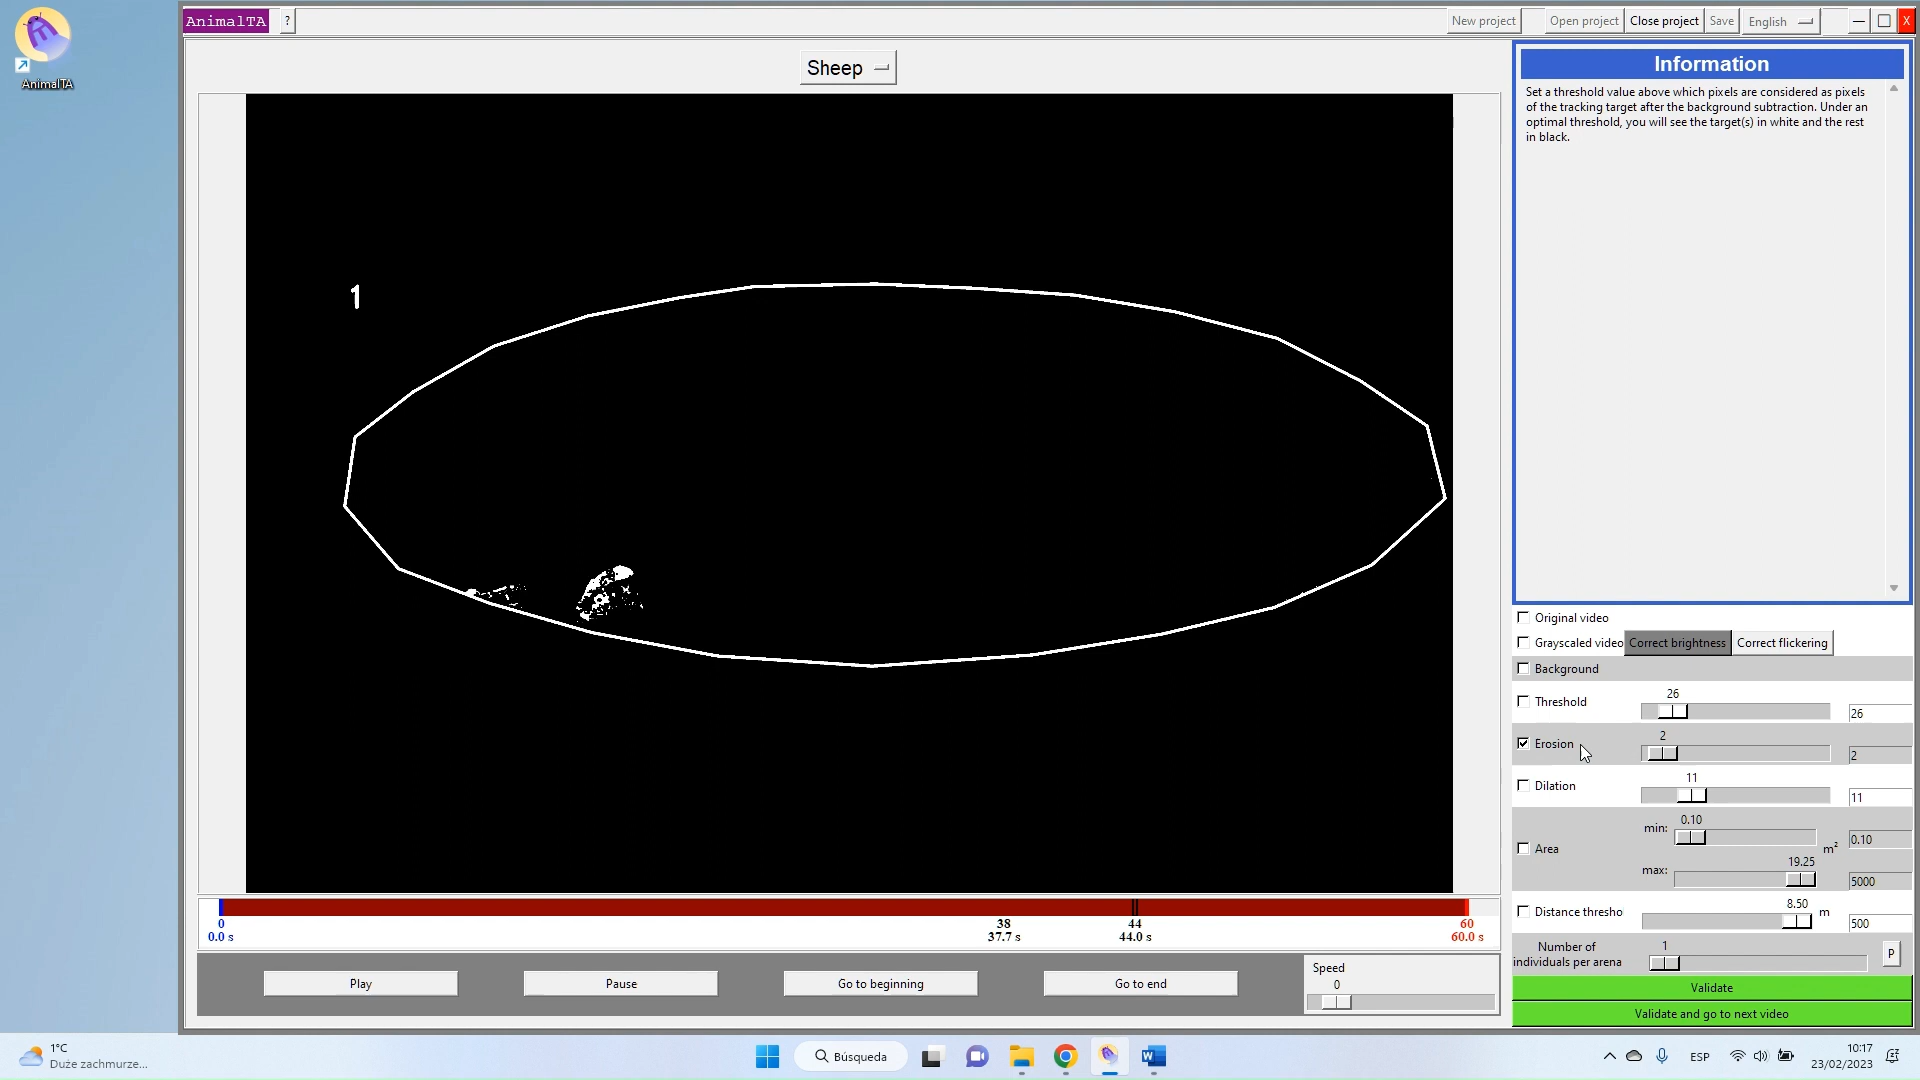 AnimalTA
AnimalTA ? New project Open project Close project Save English X
Sheep
Information
Set a threshold value above which pixels are considered as pixels
of the tracking target after the background subtraction. Under an
optimal threshold, you will see the target(s) in white and the rest
in black.
1
Original video
Grayscaled video Correct brightness Correct flickering
Background
Threshold 26 26
Erosion 2 2
Dilation 11 11
Area min: 0.10 0.10
m²
max: 19.25 5000
Distance thresho 8.50 m 500
Number of
individuals per arena 1 P
Validate
Validate and go to next video
0 38 44 60
0.0 s 37.7 s 44.0 s 60.0 s
Play Pause Go to beginning Go to end
Speed
0
1°C
Duże zachmurze...
Búsqueda
ESP
10:17
23/02/2023